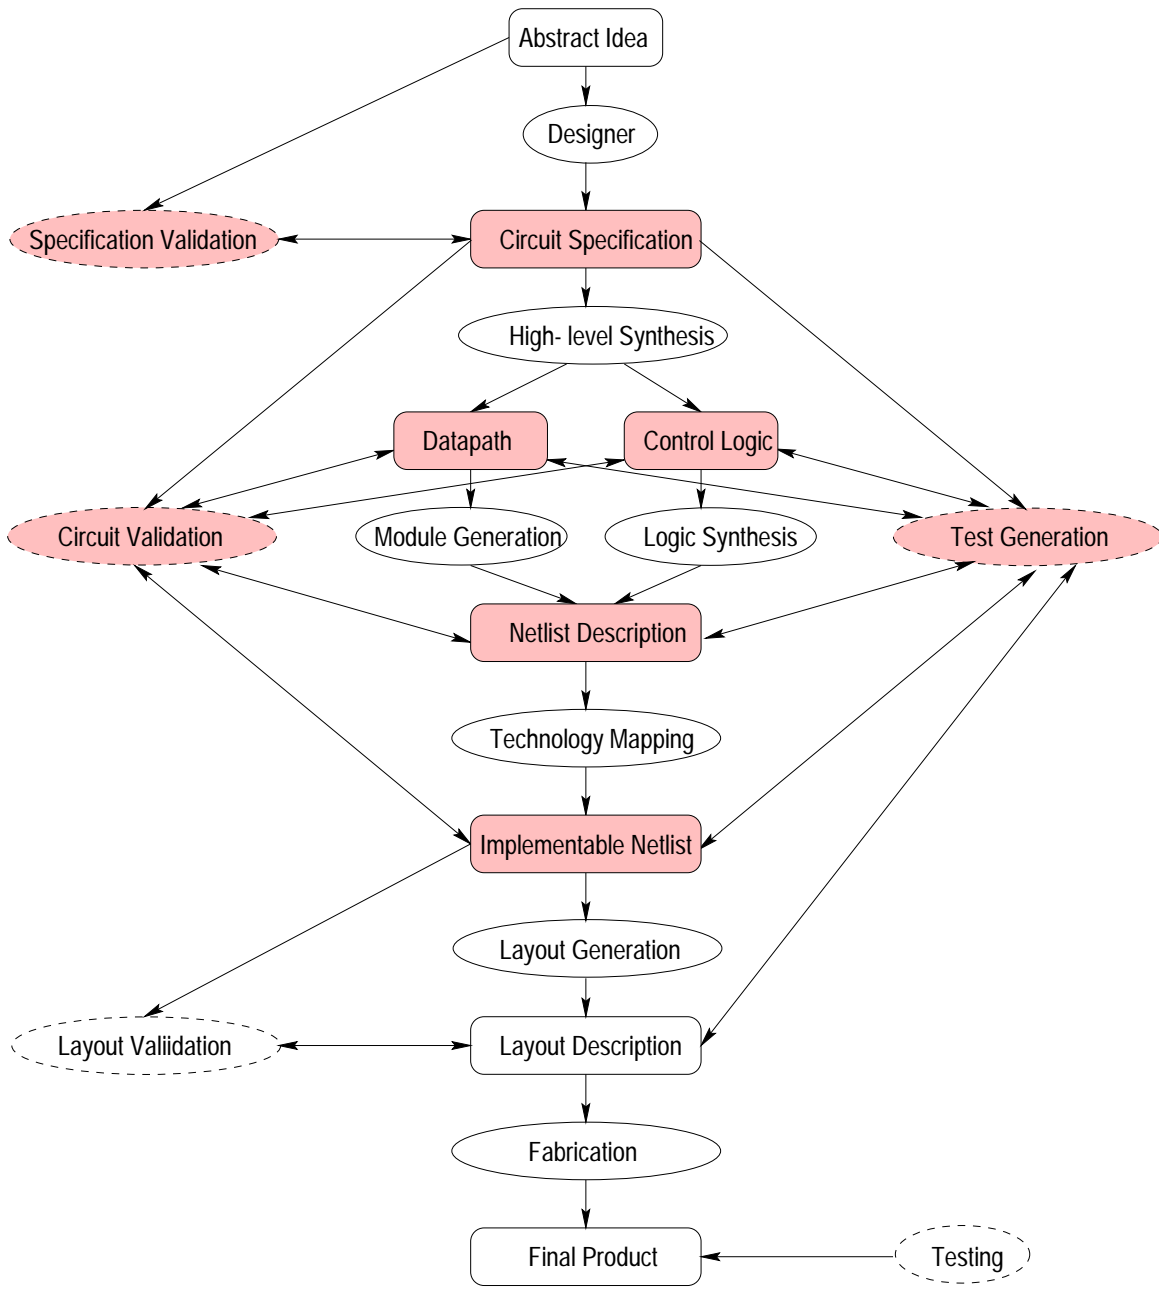 Abstract Idea
Designer
Specification Validation
Circuit Specification
High- level Synthesis
Datapath
Control Logic
Circuit Validation
Module Generation
Logic Synthesis
Test Generation
Netlist Description
Technology Mapping
Implementable Netlist
Layout Generation
Layout Valiidation
Layout Description
Fabrication
Final Product
Testing